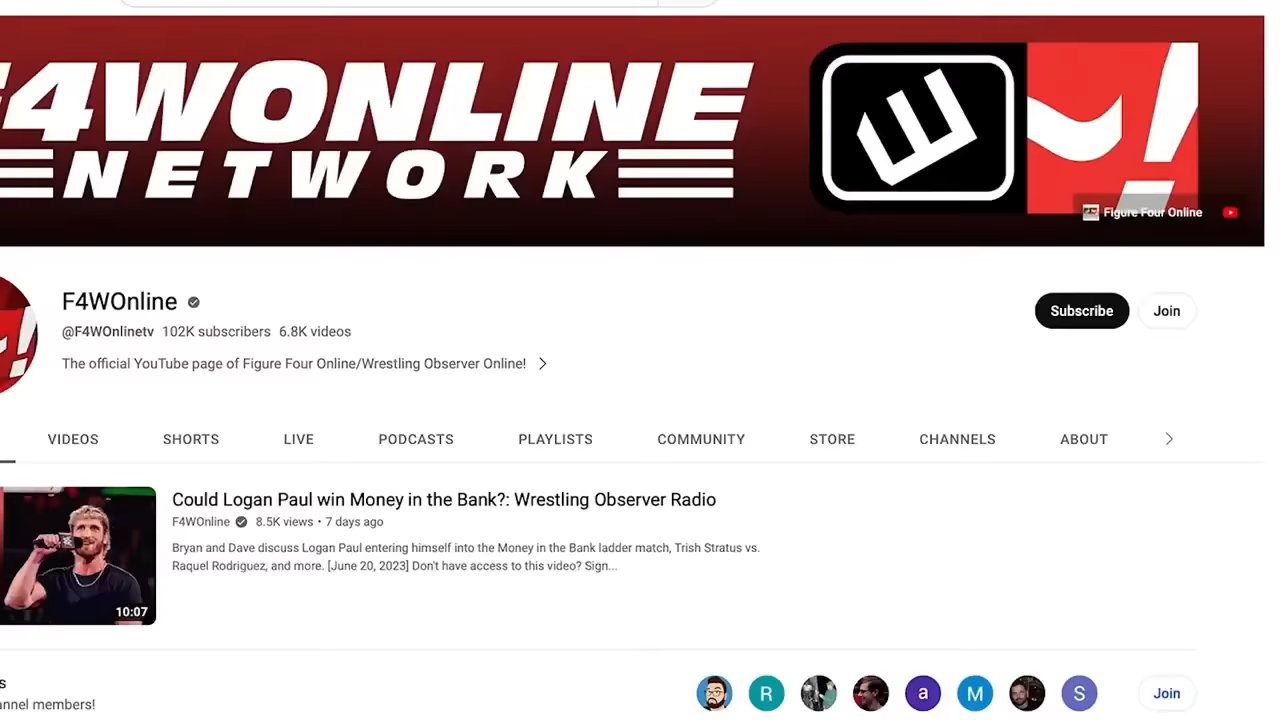 F4WONLINE
NETWORK
Figure Four Online
F4WOnline
@F4WOnlinetv 102K subscribers 6.8K videos
The official YouTube page of Figure Four Online/Wrestling Observer Online!
Subscribe
Join
VIDEOS SHORTS LIVE PODCASTS PLAYLISTS COMMUNITY STORE CHANNELS ABOUT
Could Logan Paul win Money in the Bank?: Wrestling Observer Radio
F4WOnline 8.5K views • 7 days ago
Bryan and Dave discuss Logan Paul entering himself into the Money in the Bank ladder match, Trish Stratus vs.
Raquel Rodriguez, and more. [June 20, 2023] Don't have access to this video? Sign...
10:07
R a M S
Join
members!